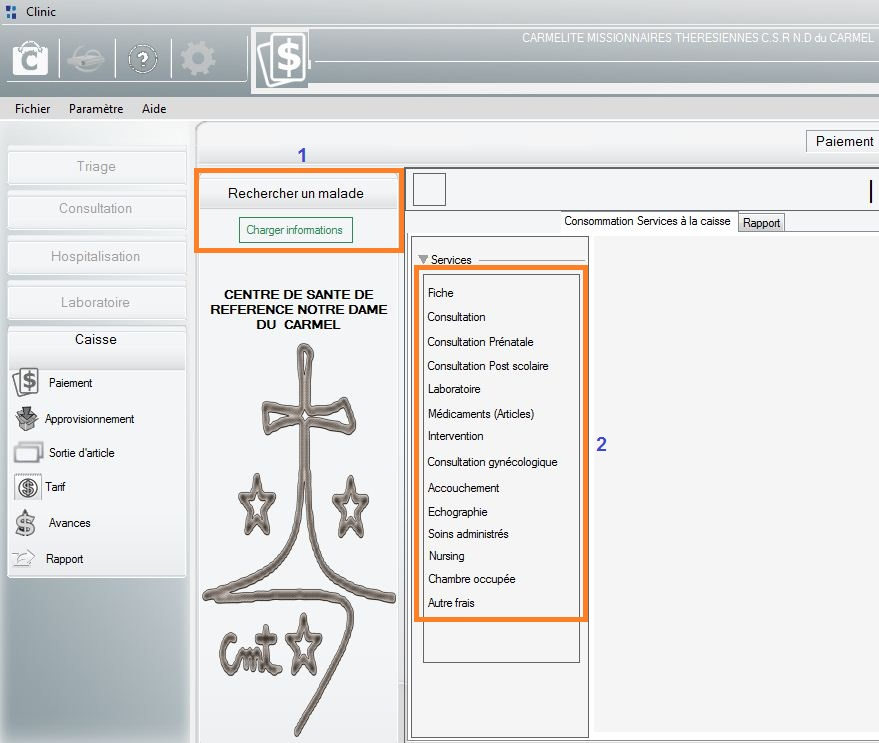 Clinic
CARMELITE MISSIONNAIRES THERESIENNES C.S.R N.D du CARMEL
C
$
?
Fichier Paramètre Aide
Triage
Consultation
Hospitalisation
Laboratoire
Caisse
Paiement
Approvisionnement
Sortie d'article
Tarif
Avances
Rapport
1
Rechercher un malade
Charger informations
CENTRE DE SANTE DE
REFERENCE NOTRE DAME
DU CARMEL
cmt
Paiement
Consommation Services à la caisse Rapport
Services
Fiche
Consultation
Consultation Prénatale
Consultation Post scolaire
Laboratoire
Médicaments (Articles)
Intervention
Consultation gynécologique
Accouchement
Echographie
Soins administrés
Nursing
Chambre occupée
Autre frais
2